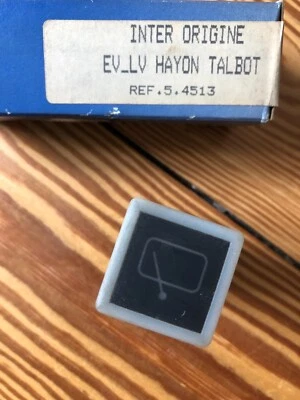 INTER ORIGINE
EV_LV HAYON TALBOT
REF.5.4513